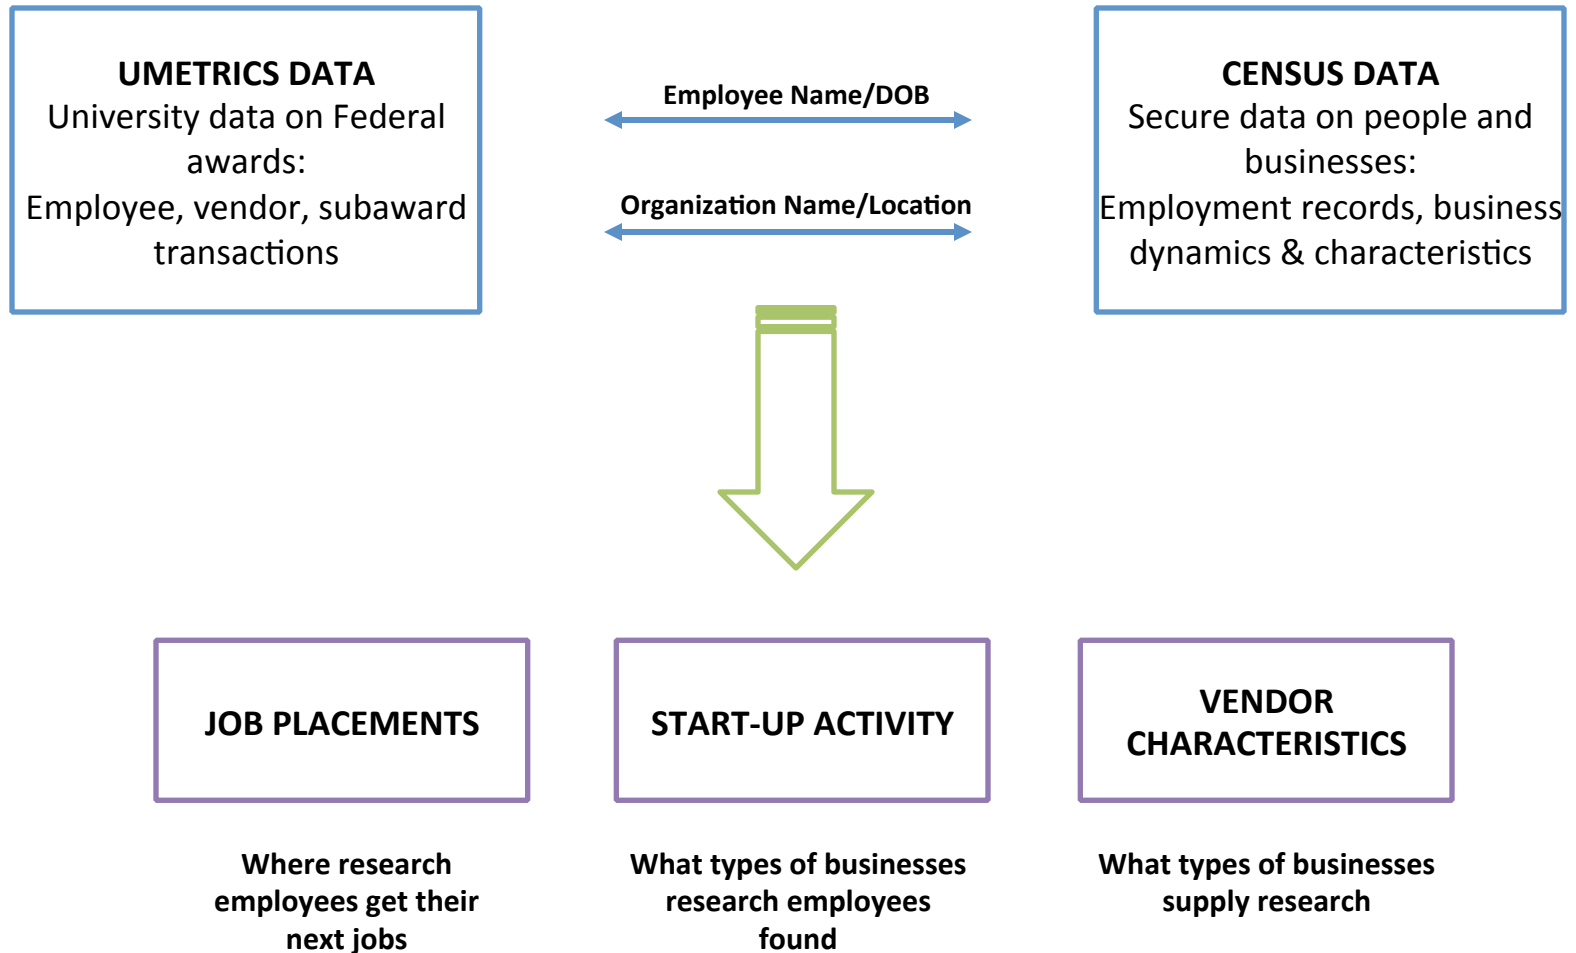 UMETRICS DATA
University data on Federal
awards:
Employee, vendor, subaward
transactions
Employee Name/DOB
Organization Name/Location
CENSUS DATA
Secure data on people and
businesses:
Employment records, business
dynamics & characteristics
JOB PLACEMENTS
START-UP ACTIVITY
VENDOR
CHARACTERISTICS
Where research
employees get their
next jobs
What types of businesses
research employees
found
What types of businesses
supply research